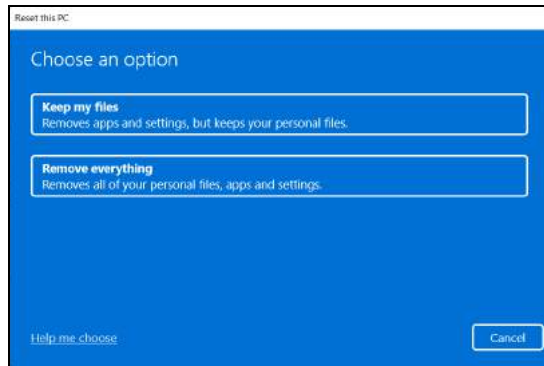 Reset this PC
Choose an option
Keep my files
Removes apps and settings, but keeps your personal files.
Remove everything
Removes all of your personal files, apps and settings.
Help me choose
Cancel